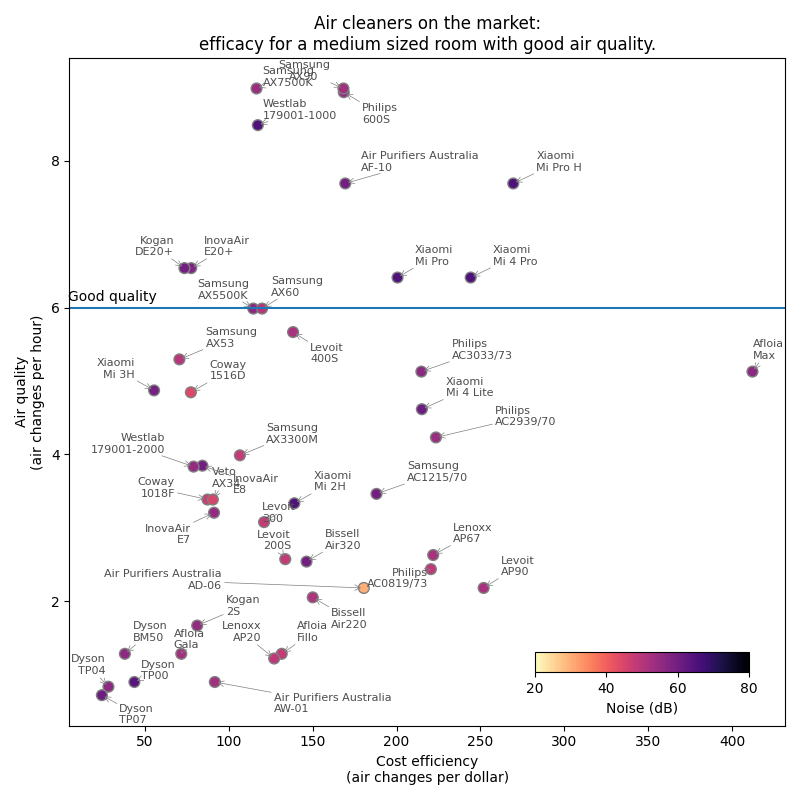 Air cleaners on the market:
efficacy for a medium sized room with good air quality.
Samsung
AX90
Samsung
AX7500K
Philips
600S
Westlab
179001-1000
Air Purifiers Australia
AF-10
Xiaomi
Mi Pro H
Kogan
DE20+
InovaAir
E20+
Xiaomi
Mi Pro
Xiaomi
Mi 4 Pro
Samsung
AX5500K
Samsung
AX60
Good quality
Levoit
400S
Samsung
AX53
Philips
AC3033/73
Afloia
Max
Xiaomi
Mi 3H
Coway
1516D
Xiaomi
Mi 4 Lite
Philips
AC2939/70
Westlab
179001-2000
Samsung
AX3300M
Veto
InovaAir
E8
Xiaomi
Mi 2H
Samsung
AC1215/70
Coway
1018F
Levoit
300
InovaAir
E7
Levoit
200S
Bissell
Air320
Lenoxx
AP67
Air Purifiers Australia
AD-06
Philips
AC0819/73
Levoit
AP90
Kogan
2S
Bissell
Air220
Dyson
BM50
Afloia
Gala
Lenoxx
AP20
Afloia
Fillo
Dyson
TP04
Dyson
TP00
Air Purifiers Australia
AW-01
Dyson
TP07
8
6
4
2
Air quality
(air changes per hour)
50
100
150
200
250
300
350
400
Cost efficiency
(air changes per dollar)
20
40
60
80
Noise (dB)